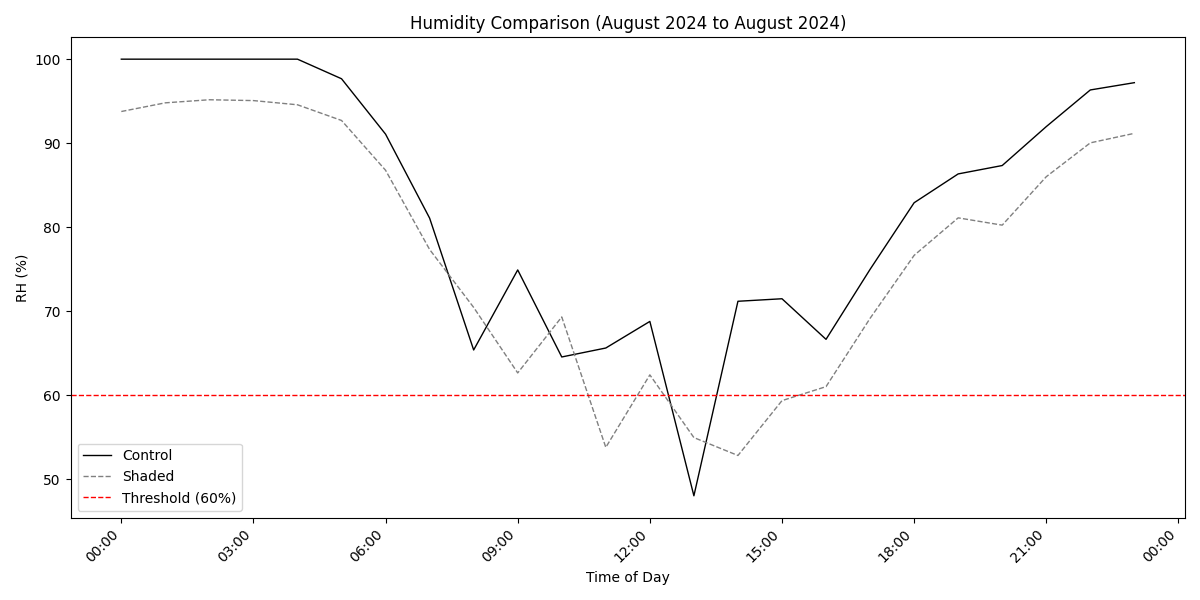 Humidity Comparison (August 2024 to August 2024)
100
90
80
70
60
50
RH (%)
Control
Shaded
Threshold (60%)
00:00
03:00
06:00
09:00
12:00
15:00
18:00
21:00
00:00
Time of Day